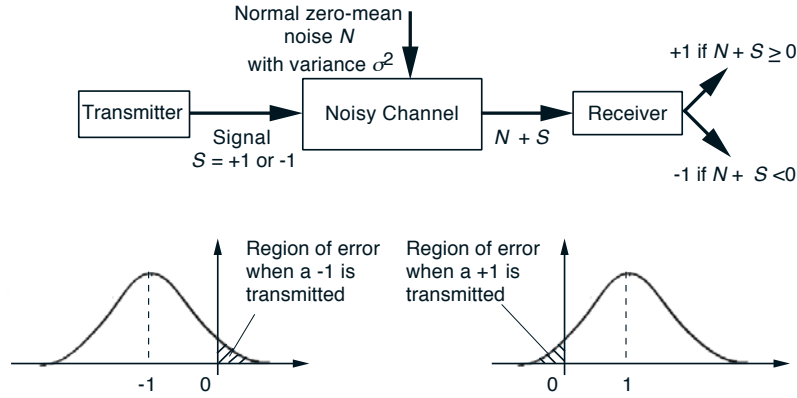 Normal zero-mean
noise N
with variance σ²
Transmitter
Signal
S = +1 or -1
Noisy Channel
N + S
Receiver
+1 if N + S ≥ 0
-1 if N + S <0
Region of error
when a -1 is
transmitted
-1
0
Region of error
when a +1 is
transmitted
0
1